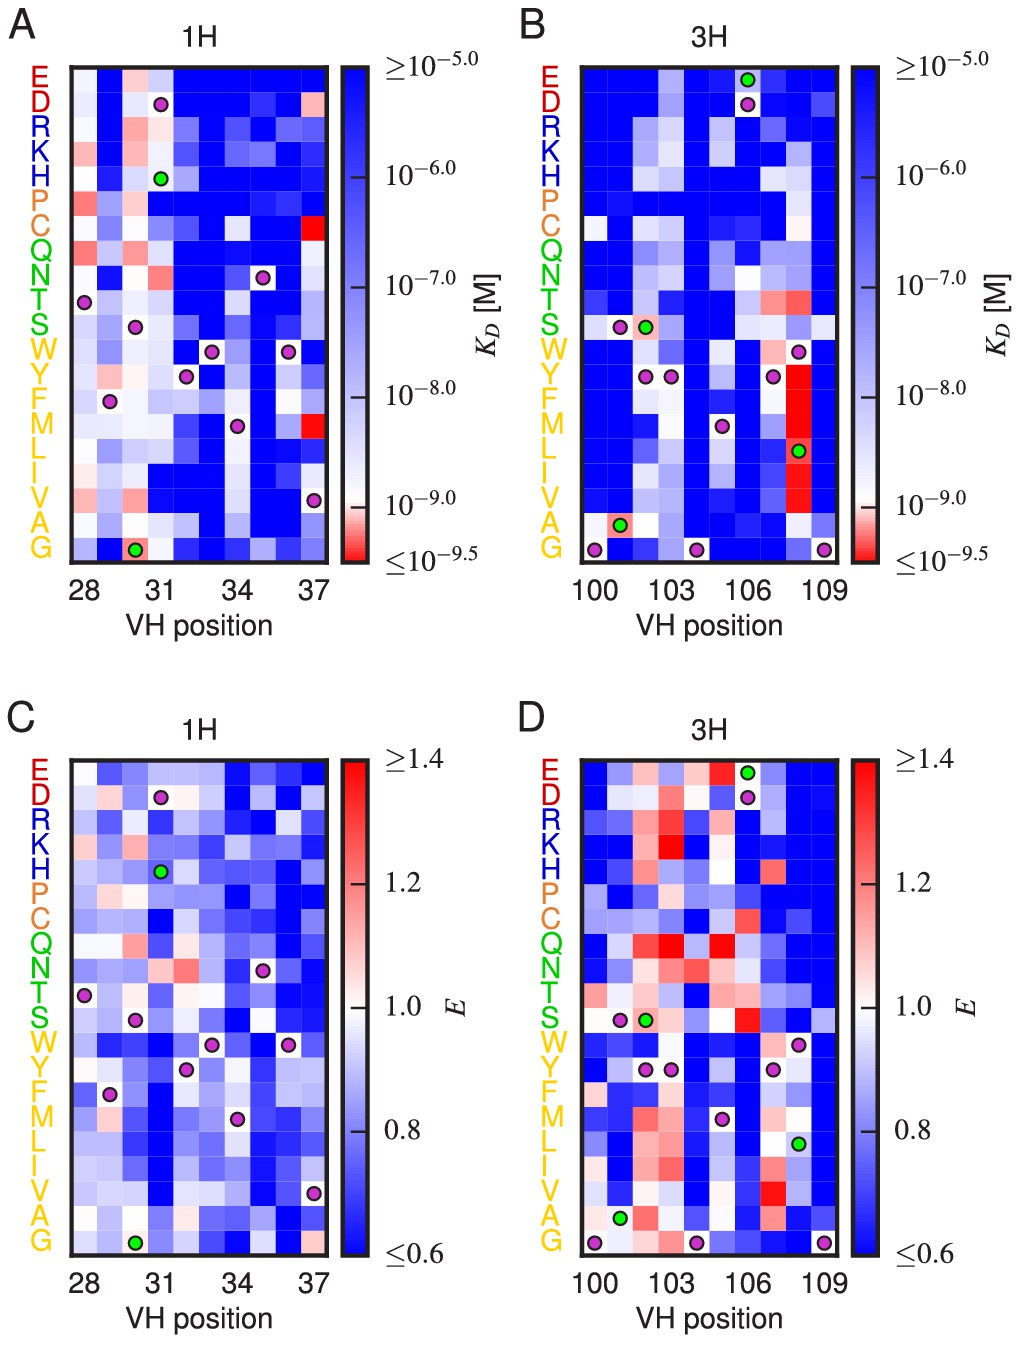 A
1H
E
D
R
K
H
P
C
Q
N
T
S
W
Y
F
M
L
I
V
A
G
28 31 34 37
VH position
≥10−5.0
10−6.0
10−7.0
10−8.0
10−9.0
≤10−9.5
KD [M]
B
3H
E
D
R
K
H
P
C
Q
N
T
S
W
Y
F
M
L
I
V
A
G
100 103 106 109
VH position
≥10−5.0
10−6.0
10−7.0
10−8.0
10−9.0
≤10−9.5
KD [M]
C
1H
E
D
R
K
H
P
C
Q
N
T
S
W
Y
F
M
L
I
V
A
G
28 31 34 37
VH position
≥1.4
1.2
1.0
0.8
≤0.6
E
D
3H
E
D
R
K
H
P
C
Q
N
T
S
W
Y
F
M
L
I
V
A
G
100 103 106 109
VH position
≥1.4
1.2
1.0
0.8
≤0.6
E